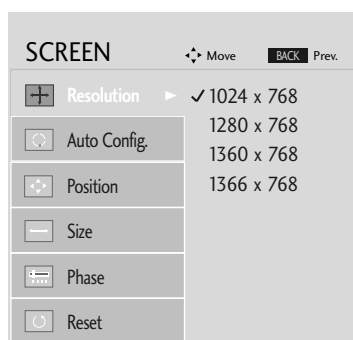 SCREEN
Move BACK Prev.
Resolution
Auto Config.
Position
Size
Phase
Reset
✓ 1024 x 768
1280 x 768
1360 x 768
1366 x 768